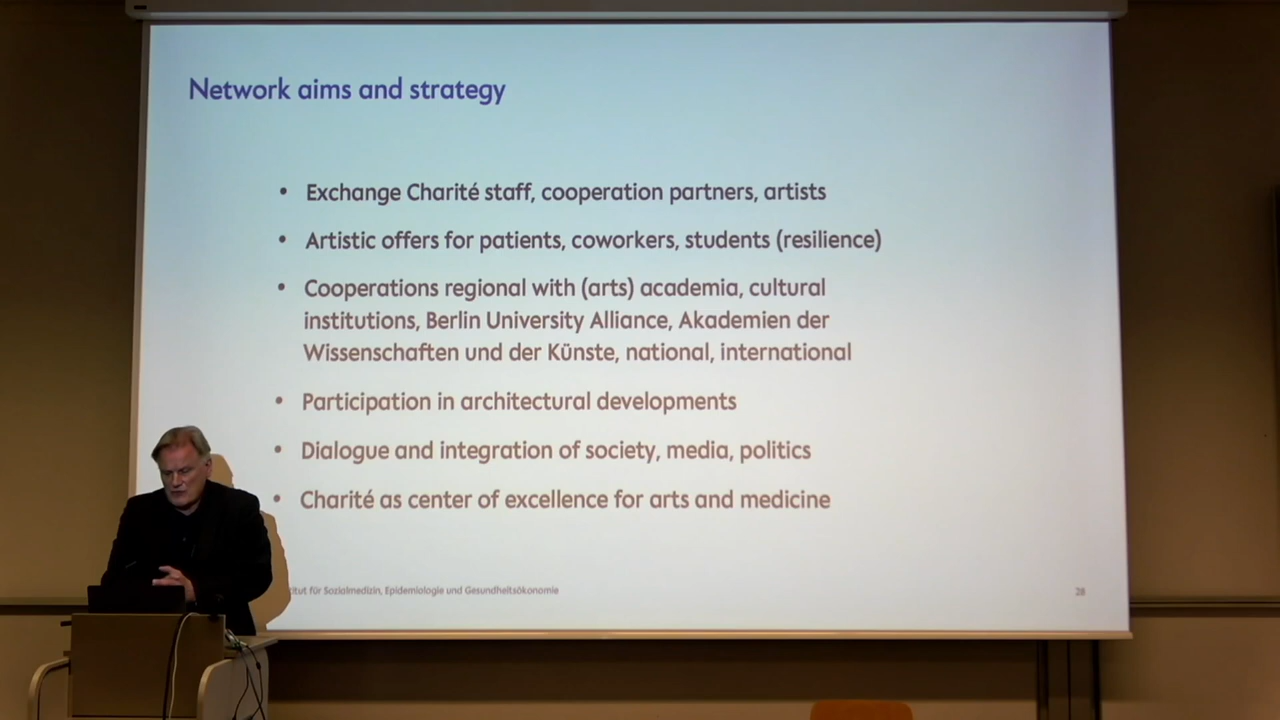 Network aims and strategy
• Exchange Charité staff, cooperation partners, artists
• Artistic offers for patients, coworkers, students (resilience)
• Cooperations regional with (arts) academia, cultural
institutions, Berlin University Alliance, Akademien der
Wissenschaften und der Künste, national, international
• Participation in architectural developments
• Dialogue and integration of society, media, politics
• Charité as center of excellence for arts and medicine
für Sozialmedizin, Epidemiologie und Gesundheitsökonomie
28